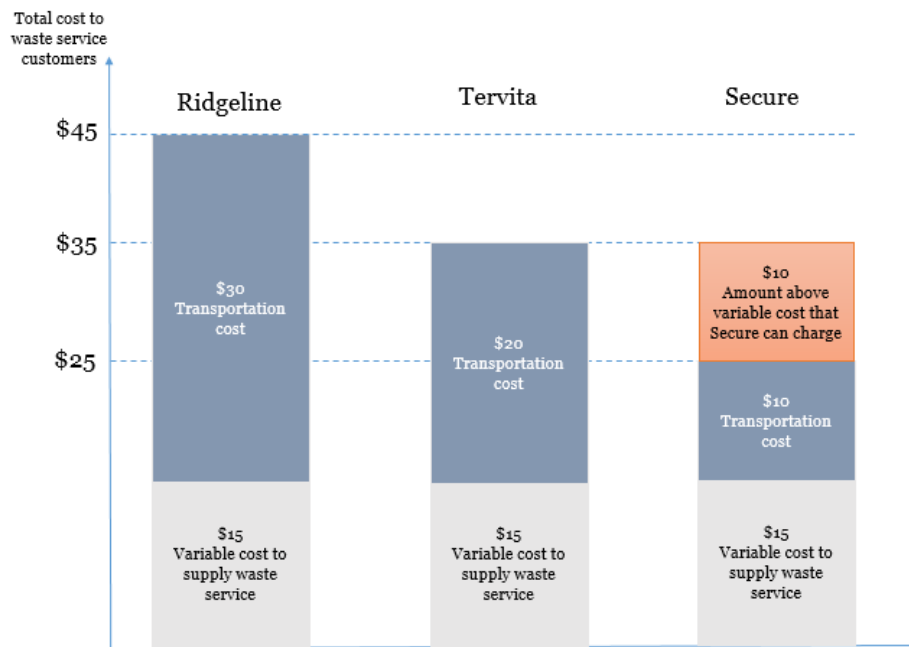 Total cost to
waste service
customers
Ridgeline
Tervita
Secure
$45
$35
$25
$30
Transportation
cost
$20
Transportation
cost
$10
Amount above
variable cost that
Secure can charge
$10
Transportation
cost
$15
Variable cost to
supply waste
service
$15
Variable cost to
supply waste
service
$15
Variable cost to
supply waste
service